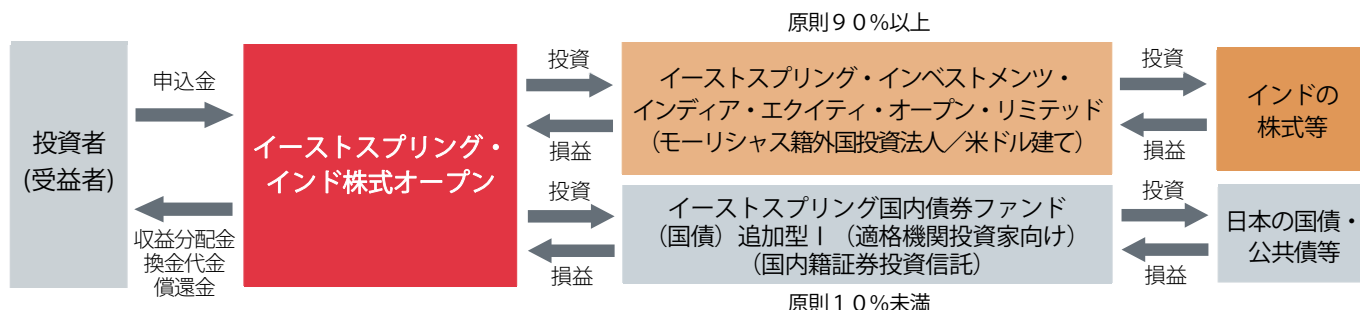 原則90%以上
投資者
(受益者)
申込金
収益分配金
換金代金
償還金
イーストスプリング・
インド株式オープン
投資
損益
イーストスプリング・インベストメンツ・
インディア・エクイティ・オープン・リミテッド
（モーリシャス籍外国投資法人／米ドル建て）
投資
損益
インドの
株式等
投資
損益
イーストスプリング国内債券ファンド
（国債）追加型Ⅰ（適格機関投資家向け）
（国内籍証券投資信託）
投資
損益
日本の国債・
公共債等
原則10%未満